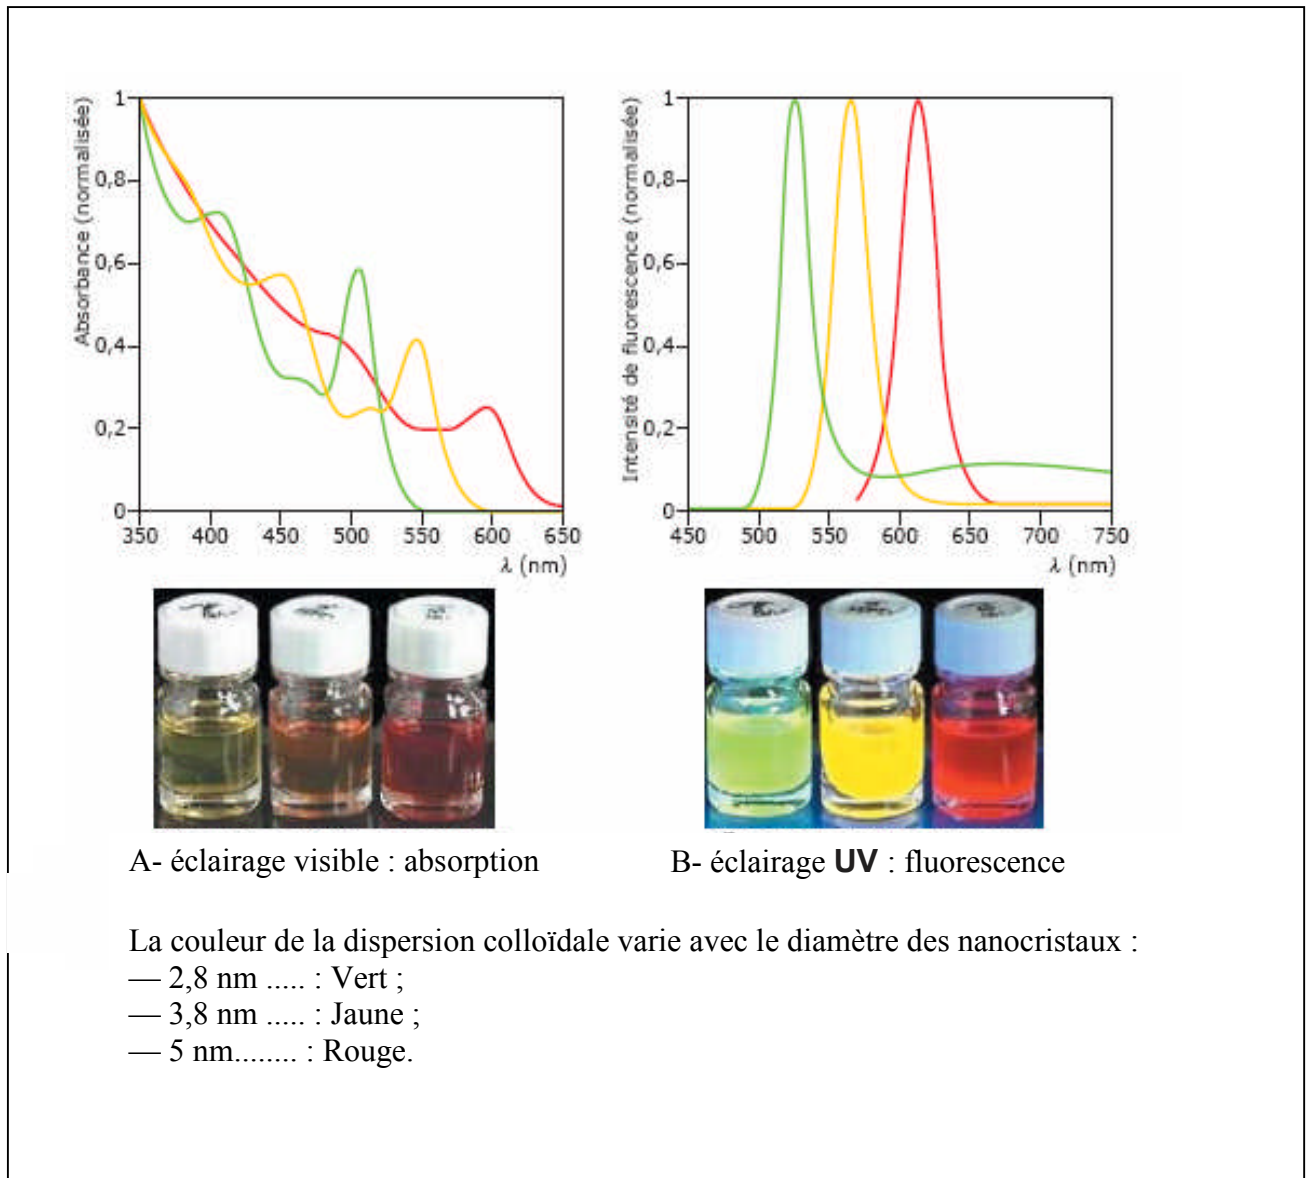 Absorbance (normalisée)
1
0,8
0,6
0,4
0,2
0
350 400 450 500 550 600 650
λ (nm)
Intensité de fluorescence (normalisée)
1
0,8
0,6
0,4
0,2
0
450 500 550 600 650 700 750
λ (nm)
A- éclairage visible : absorption
B- éclairage UV : fluorescence
La couleur de la dispersion colloïdale varie avec le diamètre des nanocristaux :
— 2,8 nm ..... : Vert ;
— 3,8 nm ..... : Jaune ;
— 5 nm........ : Rouge.